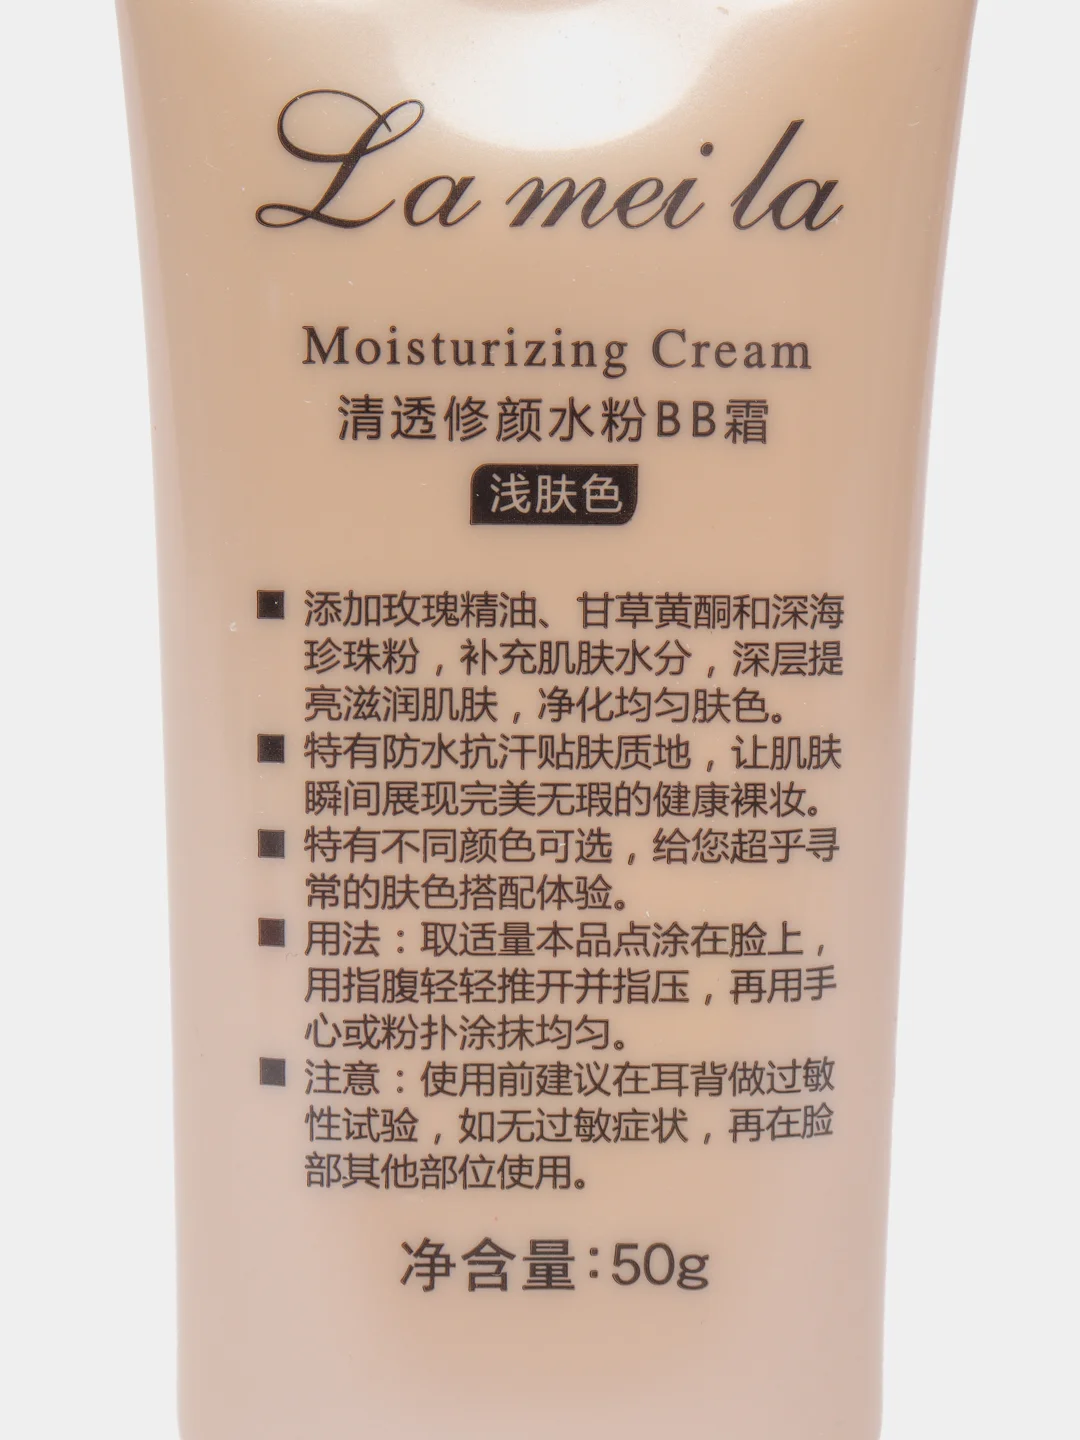 La mei la
Moisturizing Cream
清透修颜水粉BB霜
浅肤色
■ 添加玫瑰精油、甘草黄酮和深海
珍珠粉，补充肌肤水分，深层提
亮滋润肌肤，净化均匀肤色。
■ 特有防水抗汗贴肤质地，让肌肤
瞬间展现完美无瑕的健康裸妆。
■ 特有不同颜色可选，给您超乎寻
常的肤色搭配体验。
■ 用法：取适量本品点涂在脸上，
用指腹轻轻推开并指压，再用手
心或粉扑涂抹均匀。
■ 注意：使用前建议在耳背做过敏
性试验，如无过敏症状，再在脸
部其他部位使用。
净含量:50g